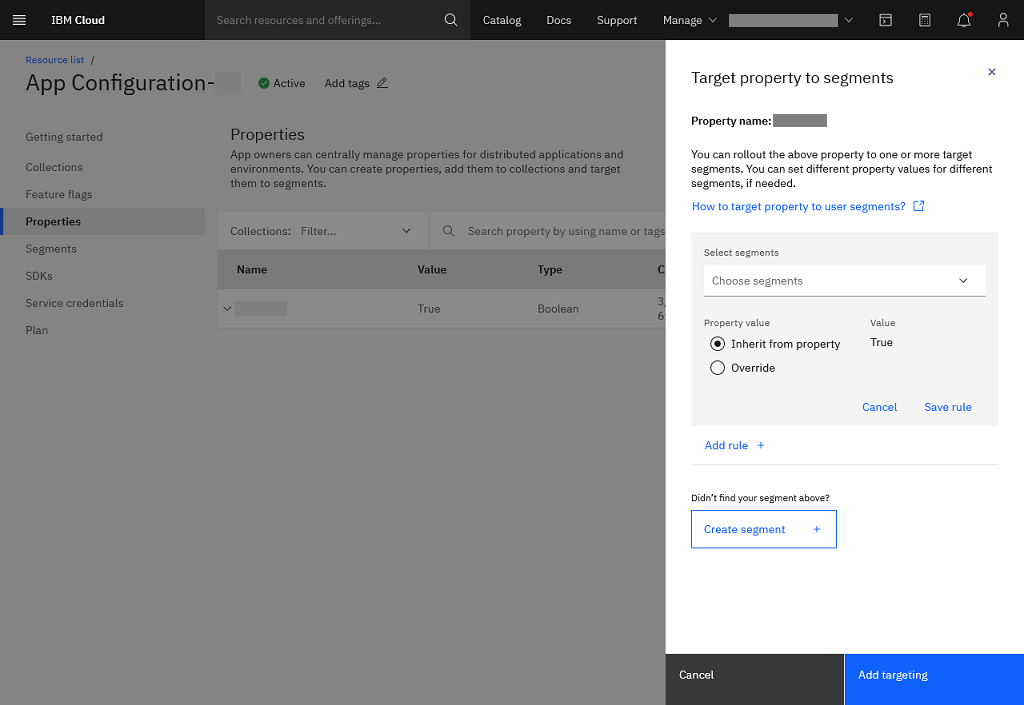 IBM Cloud
Search resources and offerings...
Catalog
Docs
Support
Manage
Resource list /
App Configuration-
Active
Add tags
Getting started
Collections
Feature flags
Properties
Segments
SDKs
Service credentials
Plan
Properties
App owners can centrally manage properties for distributed applications and
environments. You can create properties, add them to collections and target
them to segments.
Collections: Filter...
Search property by using name or tags
Name Value Type C
True Boolean 3,
6:
Target property to segments
Property name:
You can rollout the above property to one or more target
segments. You can set different property values for different
segments, if needed.
How to target property to user segments?
Select segments
Choose segments
Property value Value
Inherit from property True
Override
Cancel Save rule
Add rule +
Didn't find your segment above?
Create segment +
Cancel
Add targeting